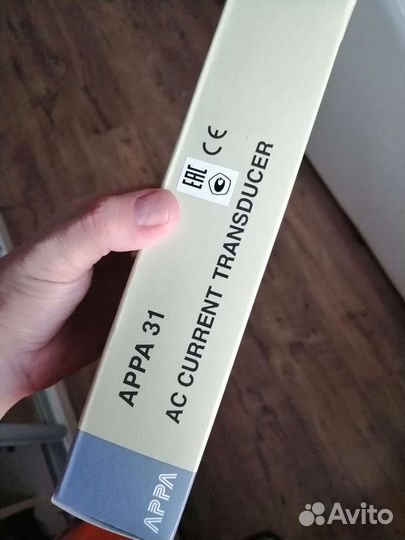 APPA 31
AC CURRENT TRANSDUCER
EAC
CE
APPA
Avito